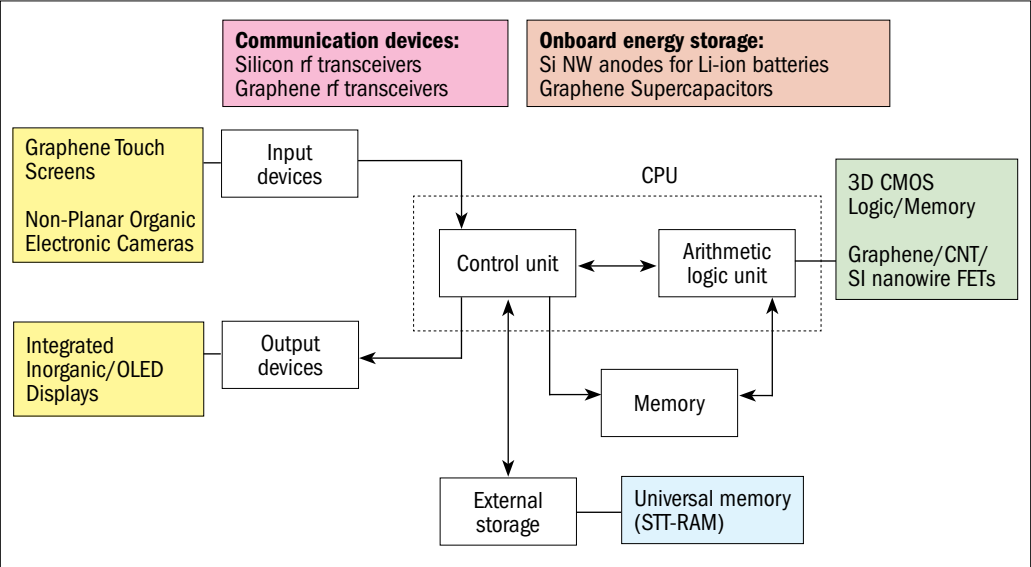 Communication devices:
Silicon rf transceivers
Graphene rf transceivers
Onboard energy storage:
Si NW anodes for Li-ion batteries
Graphene Supercapacitors
Graphene Touch
Screens
Non-Planar Organic
Electronic Cameras
Input
devices
CPU
3D CMOS
Logic/Memory
Graphene/CNT/
SI nanowire FETs
Control unit
Arithmetic
logic unit
Integrated
Inorganic/OLED
Displays
Output
devices
Memory
External
storage
Universal memory
(STT-RAM)